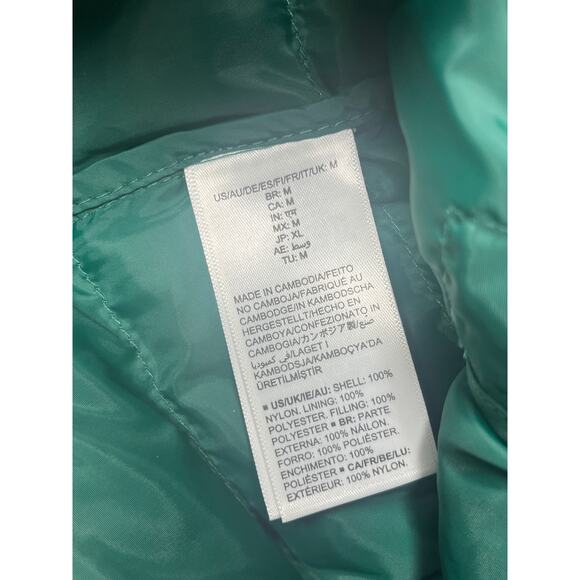 US/AU/DE/ES/FI/FR/IT/UK: M
BR: M
CA: M
IN: एम
MX: M
JP: XL
AE: وسط
TU: M
MADE IN CAMBODIA/FEITO
NO CAMBOJA/FABRIQUÉ AU
CAMBODGE/IN KAMBODSCHA
HERGESTELLT/HECHO EN
CAMBOYA/CONFEZIONATO IN
CAMBOGIA/カンボジア製/صنع
في كمبوديا/LAGET I
KAMBODSJA/KAMBOÇYA'DA
ÜRETİLMİŞTİR
■ US/UK/IE/AU: SHELL: 100%
NYLON. LINING: 100%
POLYESTER. FILLING: 100%
POLYESTER ■ BR: PARTE
EXTERNA: 100% NÁILON.
FORRO: 100% POLIÉSTER.
ENCHIMENTO: 100%
POLIÉSTER ■ CA/FR/BE/LU:
EXTÉRIEUR: 100% NYLON.